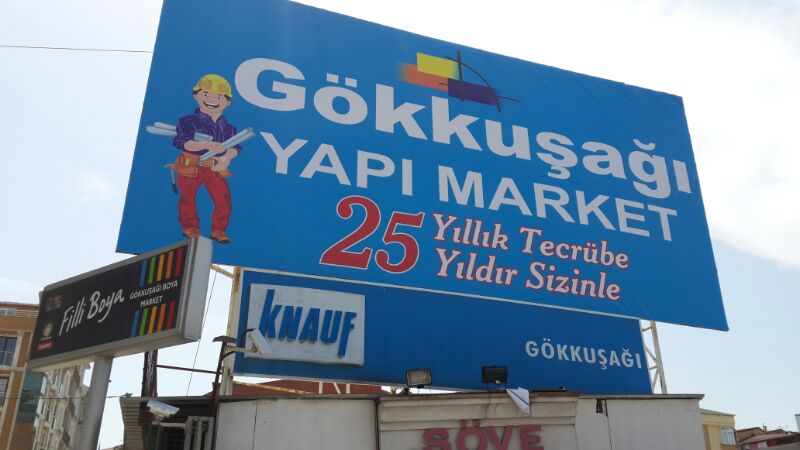 Gökkuşağı
YAPI MARKET
25 Yıllık Tecrübe
Yıldır Sizinle
Filli Boya
GÖKKUŞAĞI BOYA
MARKET
KNAUF
GÖKKUŞAĞI
SÖVE